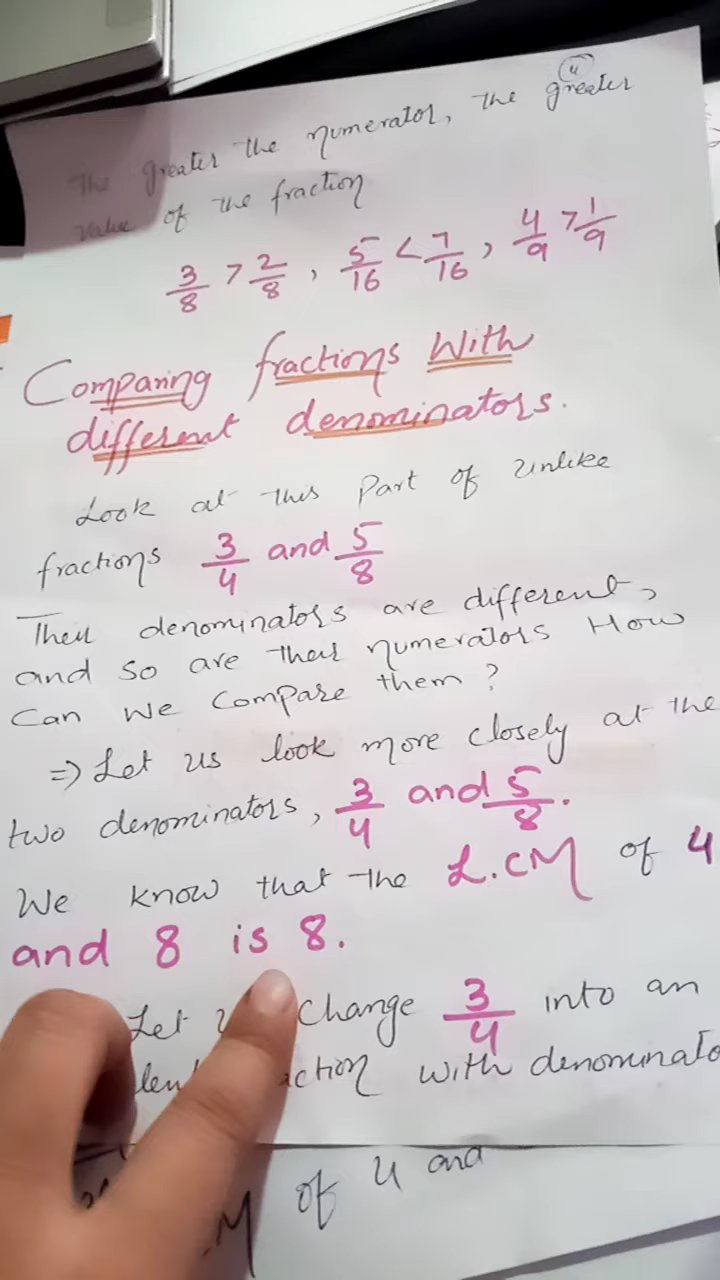 (4)
The greater the numerator, the greater
value of the fraction
3/8 > 2/8 , 5/16 < 7/16 , 4/9 > 1/9
Comparing fractions With
different denominators.
Look at this Part of unlike
fractions 3/4 and 5/8
Their denominators are different,
and so are their numerators How
Can We Compare them ?
⇒ Let us look more closely at the
two denominators, 3/4 and 5/8.
We know that the L.CM of 4
and 8 is 8.
Let change 3/4 into an
with denominato
of 4 and